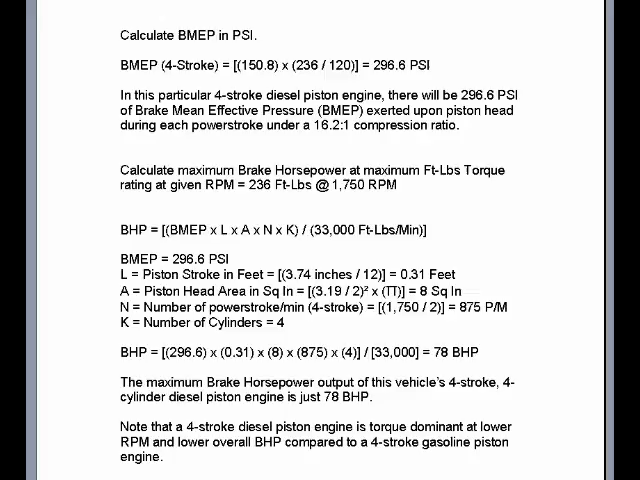 Calculate BMEP in PSI.
BMEP (4-Stroke) = [(150.8) x (236 / 120)] = 296.6 PSI
In this particular 4-stroke diesel piston engine, there will be 296.6 PSI
of Brake Mean Effective Pressure (BMEP) exerted upon piston head
during each powerstroke under a 16.2:1 compression ratio.
Calculate maximum Brake Horsepower at maximum Ft-Lbs Torque
rating at given RPM = 236 Ft-Lbs @ 1,750 RPM
BHP = [(BMEP x L x A x N x K) / (33,000 Ft-Lbs/Min)]
BMEP = 296.6 PSI
L = Piston Stroke in Feet = [(3.74 inches / 12)] = 0.31 Feet
A = Piston Head Area in Sq In = [(3.19 / 2)² x (TT)] = 8 Sq In
N = Number of powerstroke/min (4-stroke) = [(1,750 / 2)] = 875 P/M
K = Number of Cylinders = 4
BHP = [(296.6) x (0.31) x (8) x (875) x (4)] / [33,000] = 78 BHP
The maximum Brake Horsepower output of this vehicle's 4-stroke, 4-
cylinder diesel piston engine is just 78 BHP.
Note that a 4-stroke diesel piston engine is torque dominant at lower
RPM and lower overall BHP compared to a 4-stroke gasoline piston
engine.